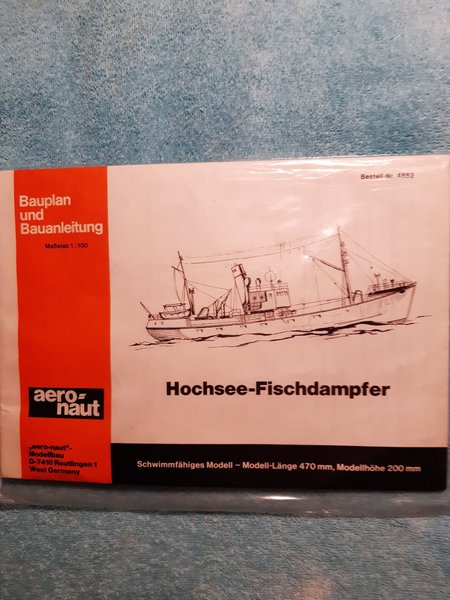 Bestell-Nr. 4652
Bauplan
und
Bauanleitung
Maßstab 1:100
Hochsee-Fischdampfer
aero-
naut
„aero-naut"-
Modellbau
D-7410 Reutlingen 1
West Germany
Schwimmfähiges Modell – Modell-Länge 470 mm, Modellhöhe 200 mm